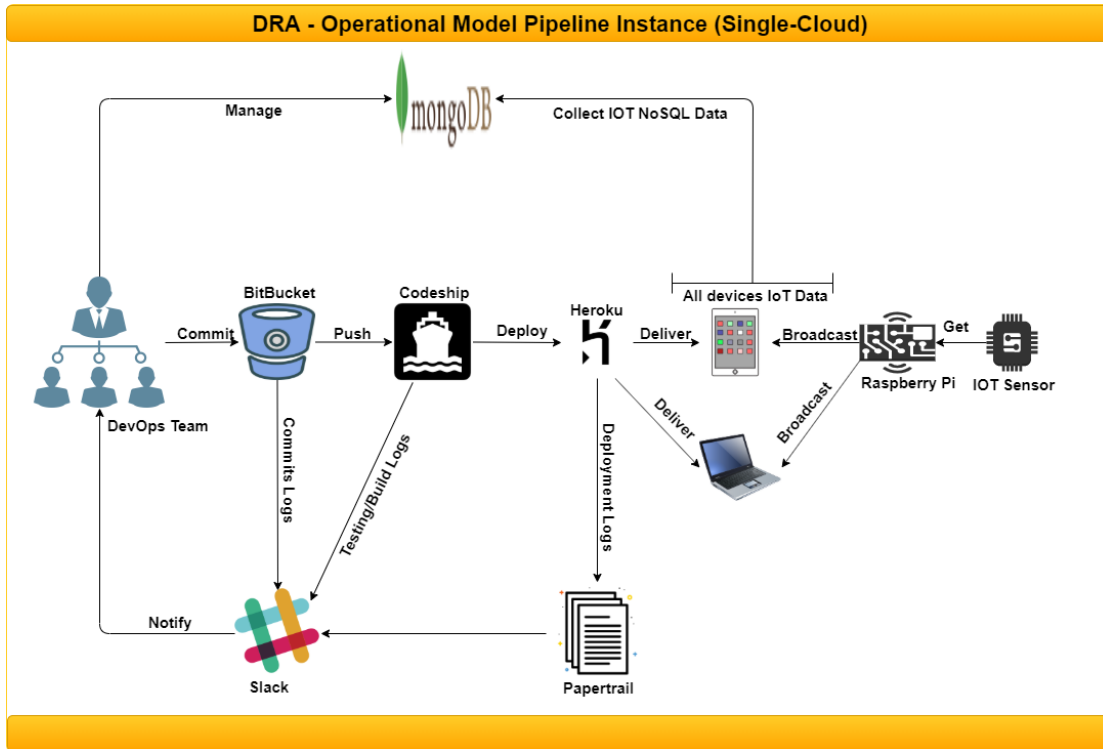 DRA - Operational Model Pipeline Instance (Single-Cloud)
Manage
mongoDB
Collect IOT NoSQL Data
BitBucket
Codeship
Heroku
All devices IoT Data
Commit
Push
Deploy
Deliver
Broadcast
Get
Raspberry Pi
IOT Sensor
DevOps Team
Commits Logs
Testing/Build Logs
Deployment Logs
Deliver
Broadcast
Notify
Slack
Papertrail